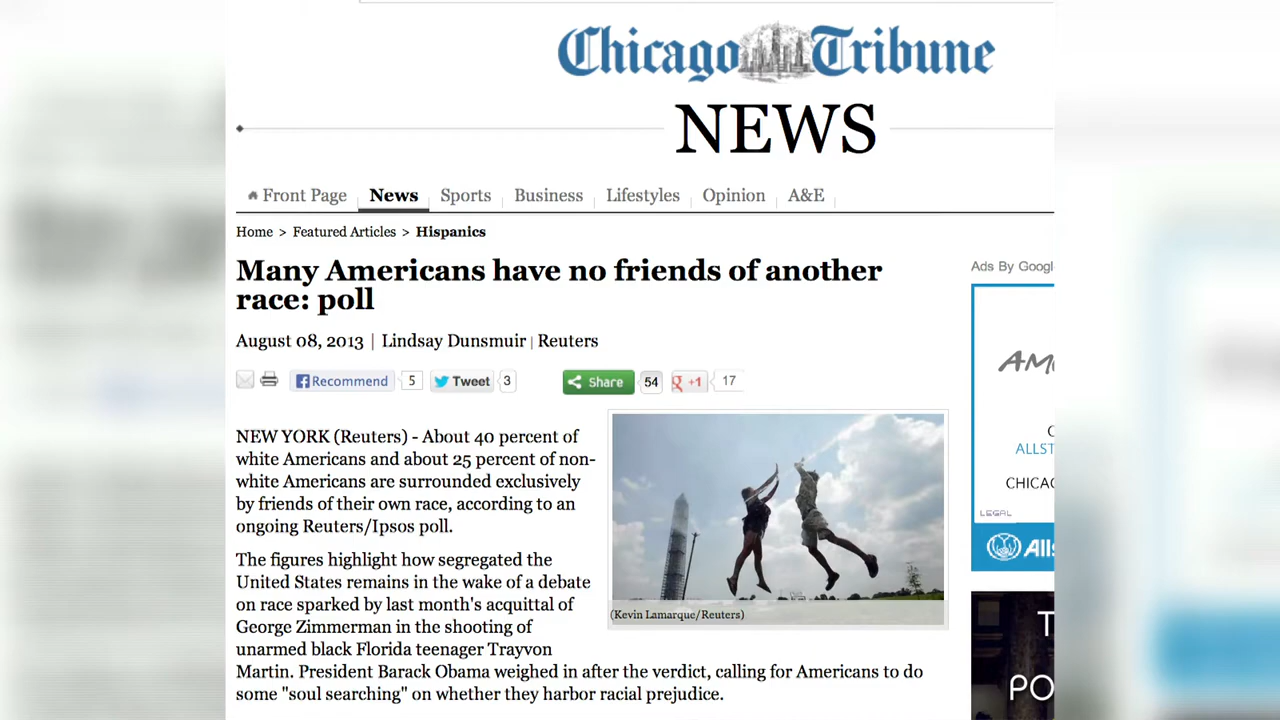 Chicago Tribune
NEWS
Front Page News Sports Business Lifestyles Opinion A&E
Home > Featured Articles > Hispanics
Many Americans have no friends of another
race: poll
August 08, 2013 | Lindsay Dunsmuir | Reuters
Recommend 5 Tweet 3 Share 54 +1 17
NEW YORK (Reuters) - About 40 percent of
white Americans and about 25 percent of non-
white Americans are surrounded exclusively
by friends of their own race, according to an
ongoing Reuters/Ipsos poll.
The figures highlight how segregated the
United States remains in the wake of a debate
on race sparked by last month's acquittal of
George Zimmerman in the shooting of
unarmed black Florida teenager Trayvon
Martin. President Barack Obama weighed in after the verdict, calling for Americans to do
some "soul searching" on whether they harbor racial prejudice.
(Kevin Lamarque/Reuters)
Ads By Googl
AM
ALLST
CHICAG
LEGAL
Alls
T
PO